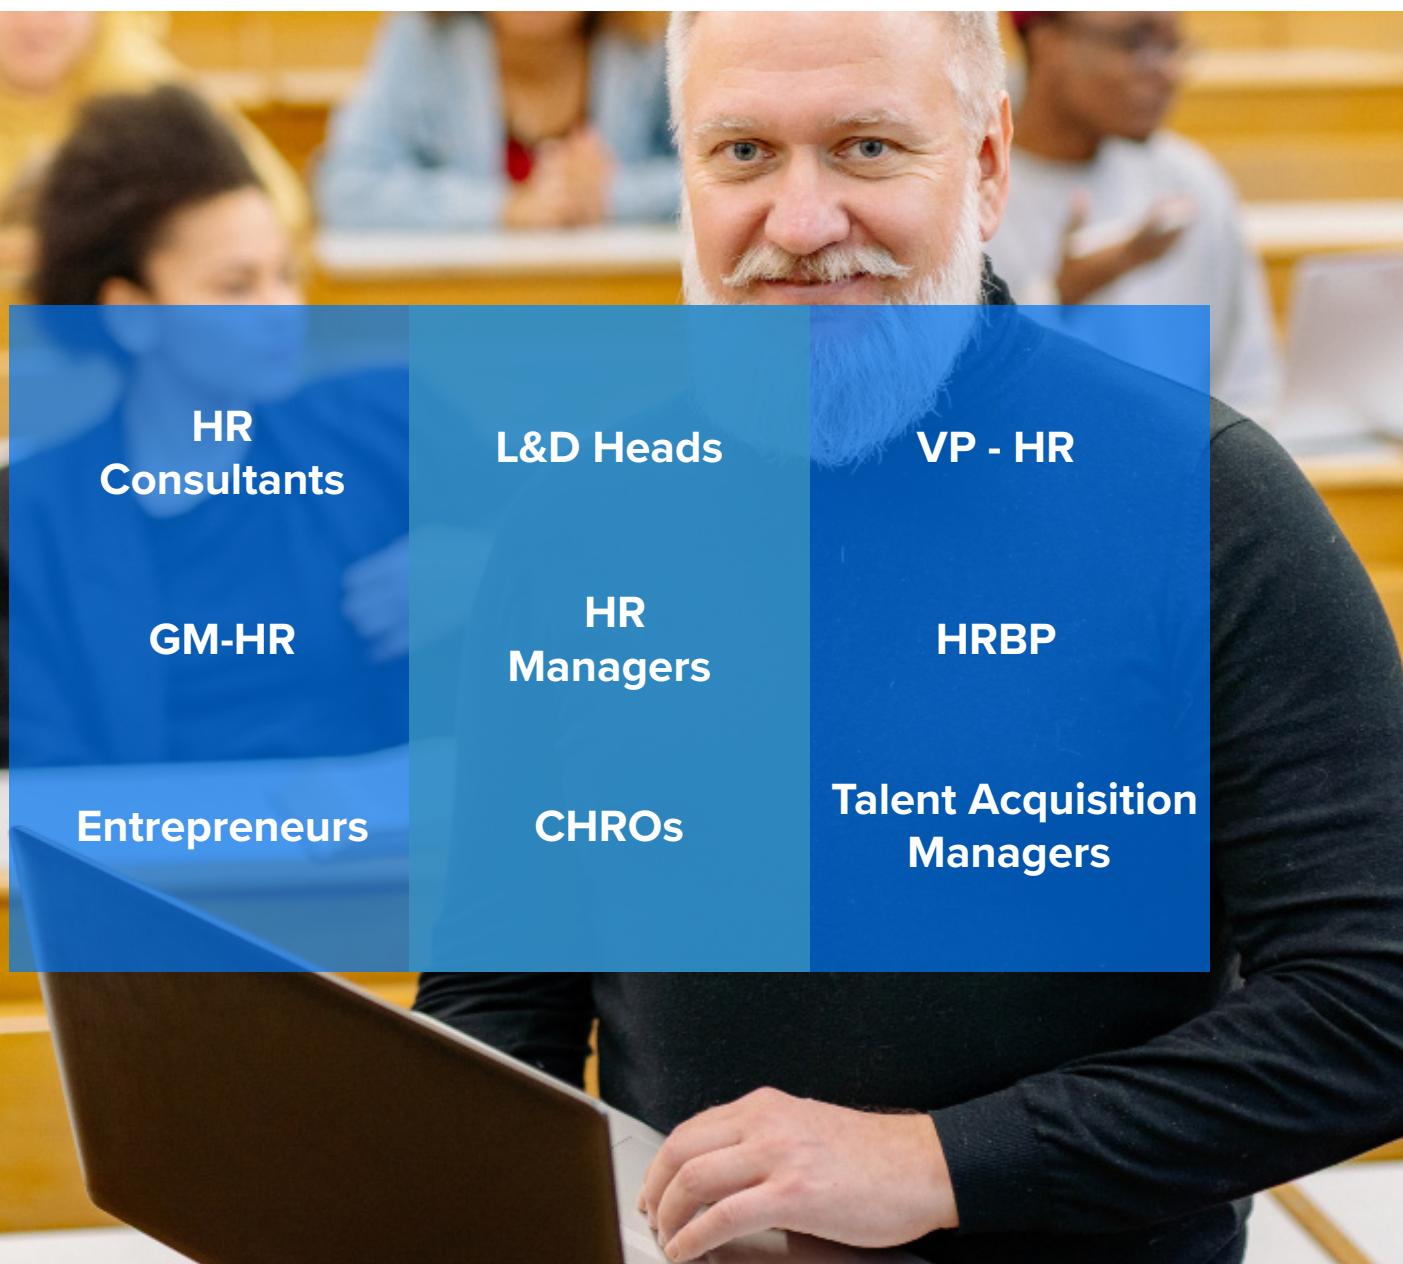 HR
Consultants
L&D Heads
VP - HR
GM-HR
HR
Managers
HRBP
Entrepreneurs
CHROs
Talent Acquisition
Managers